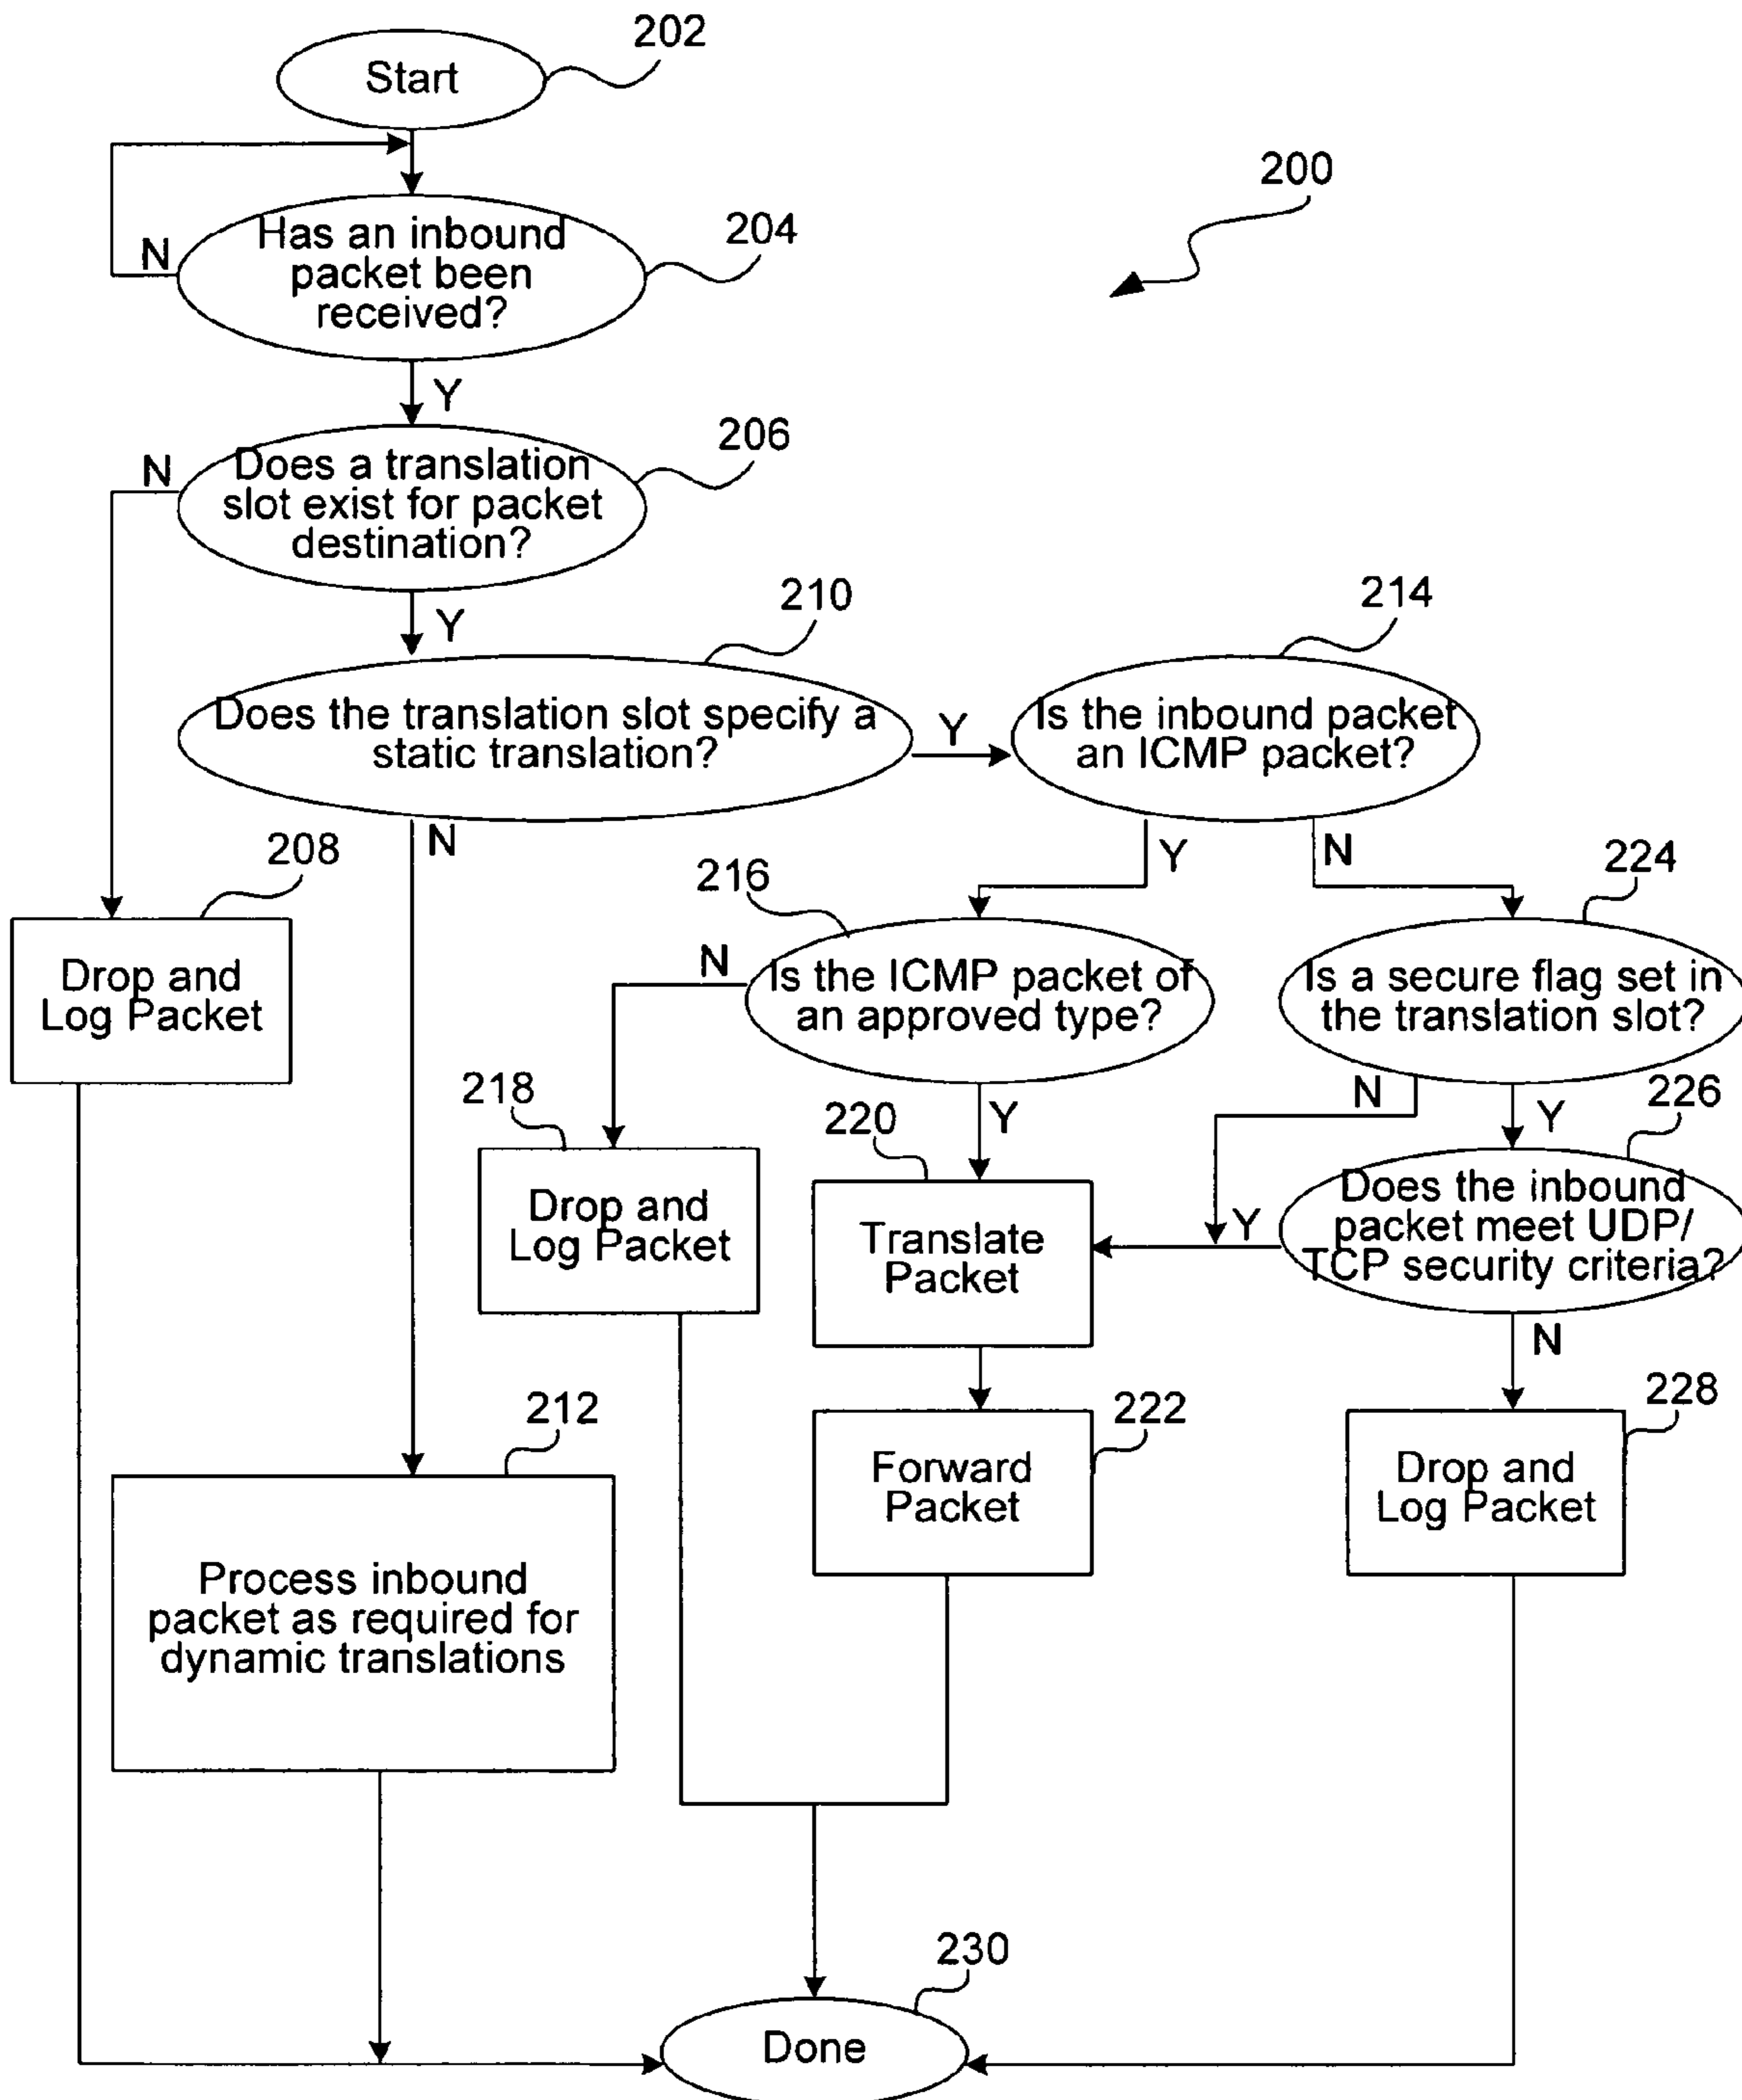 202
Start
200
Has an inbound
packet been
received?
204
N
Y
206
Does a translation
slot exist for packet
destination?
N
Y
210
214
Does the translation slot specify a
static translation?
Y
Is the inbound packet
an ICMP packet?
N
Y
N
208
216
224
Drop and
Log Packet
N
Is the ICMP packet of
an approved type?
Is a secure flag set in
the translation slot?
218
220
Y
N
Y
226
Drop and
Log Packet
Translate
Packet
Y
Does the inbound
packet meet UDP/
TCP security criteria?
N
212
222
228
Forward
Packet
Drop and
Log Packet
Process inbound
packet as required for
dynamic translations
230
Done